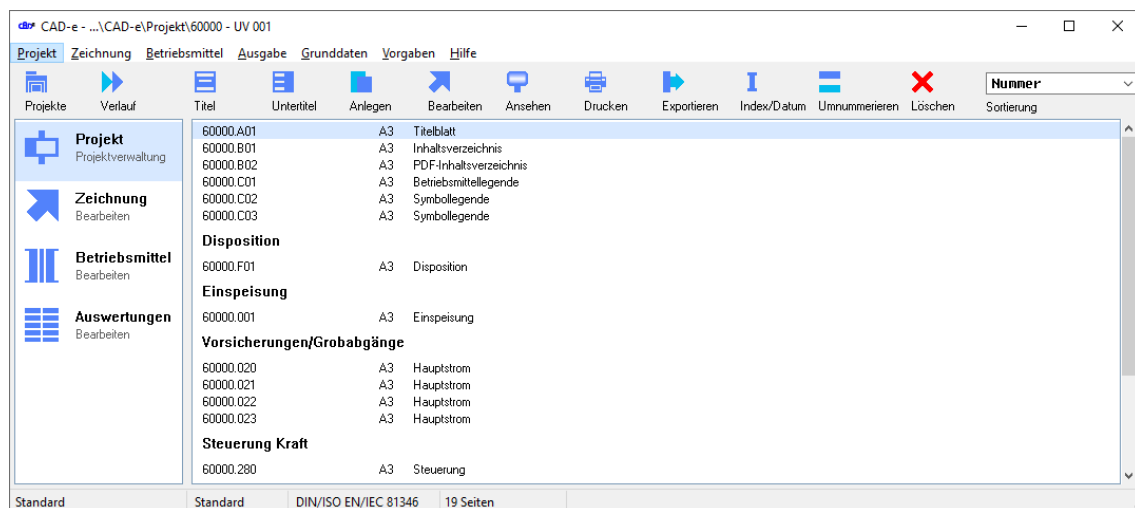 CAD-e - ...\CAD-e\Projekt\60000 - UV 001
Projekt Zeichnung Betriebsmittel Ausgabe Grunddaten Vorgaben Hilfe
Projekte Verlauf Titel Untertitel Anlegen Bearbeiten Ansehen Drucken Exportieren Index/Datum Umnummerieren Löschen
Nummer
Sortierung
Projekt
Projektverwaltung
Zeichnung
Bearbeiten
Betriebsmittel
Bearbeiten
Auswertungen
Bearbeiten
60000.A01 A3 Titelblatt
60000.B01 A3 Inhaltsverzeichnis
60000.B02 A3 PDF-Inhaltsverzeichnis
60000.C01 A3 Betriebsmittellegende
60000.C02 A3 Symbollegende
60000.C03 A3 Symbollegende
Disposition
60000.F01 A3 Disposition
Einspeisung
60000.001 A3 Einspeisung
Vorsicherungen/Grobabgänge
60000.020 A3 Hauptstrom
60000.021 A3 Hauptstrom
60000.022 A3 Hauptstrom
60000.023 A3 Hauptstrom
Steuerung Kraft
60000.280 A3 Steuerung
Standard Standard DIN/ISO EN/IEC 81346 19 Seiten